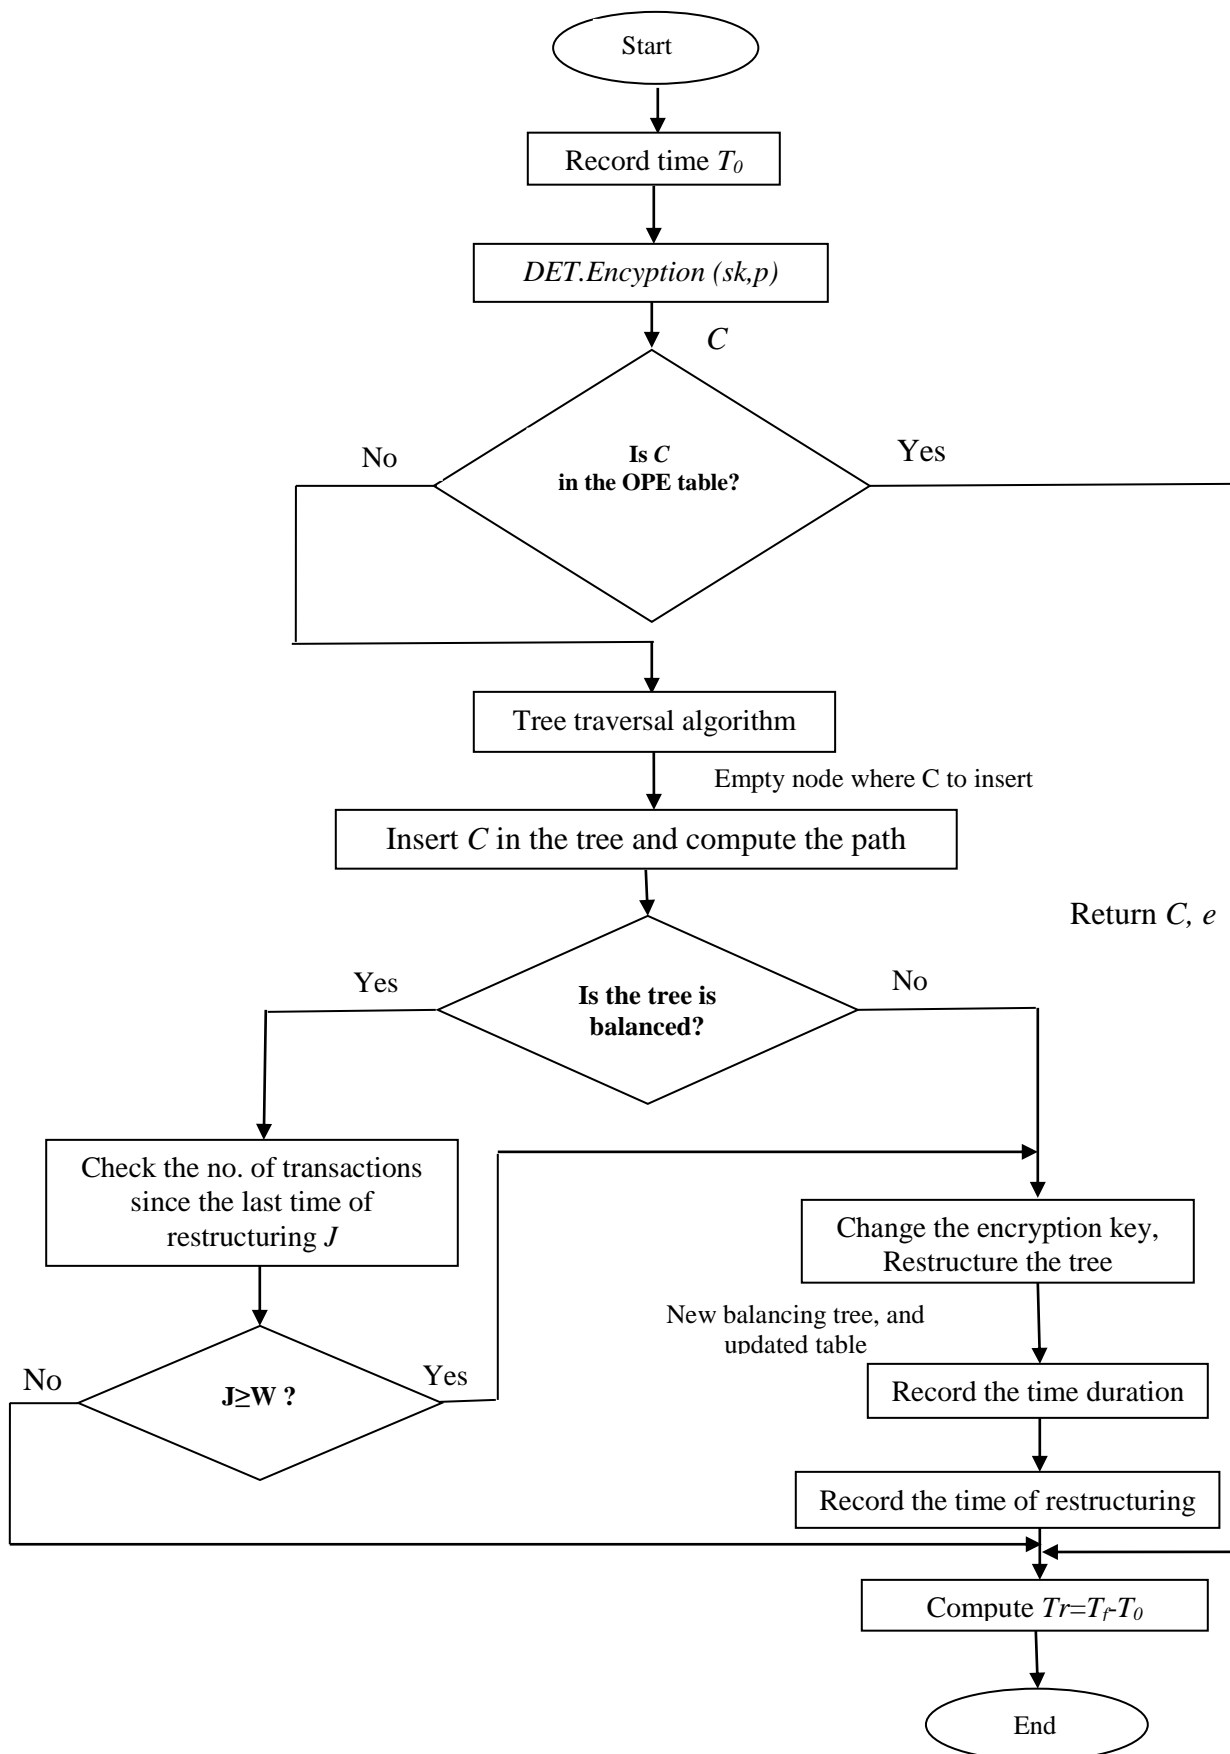 Start
Record time T0
DET.Encyption (sk,p)
C
No
Is C
Yes
in the OPE table?
Tree traversal algorithm
Empty node where C to insert
Insert C in the tree and compute the path
Return C, e
Yes
Is the tree is
No
balanced?
Check the no. of transactions
since the last time of
restructuring J
Change the encryption key,
Restructure the tree
New balancing tree, and
updated table
No
J≥W ?
Yes
Record the time duration
Record the time of restructuring
Compute Tr=Tf-T0
End